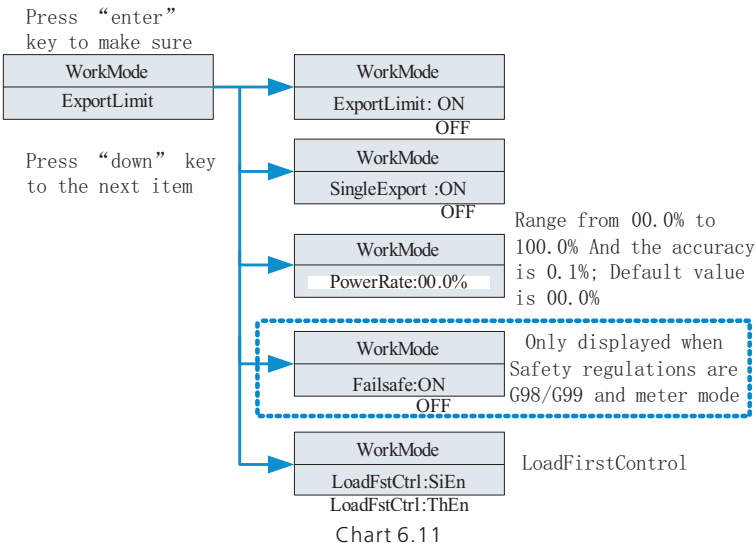 Press “enter”
key to make sure
WorkMode
ExportLimit
Press “down” key
to the next item
WorkMode
ExportLimit: ON
OFF
WorkMode
SingleExport :ON
OFF
WorkMode
PowerRate:00.0%
Range from 00.0% to
100.0% And the accuracy
is 0.1%; Default value
is 00.0%
WorkMode
Failsafe:ON
OFF
Only displayed when
Safety regulations are
G98/G99 and meter mode
WorkMode
LoadFstCtrl:SiEn
LoadFstCtrl:ThEn
LoadFirstControl
Chart 6.11